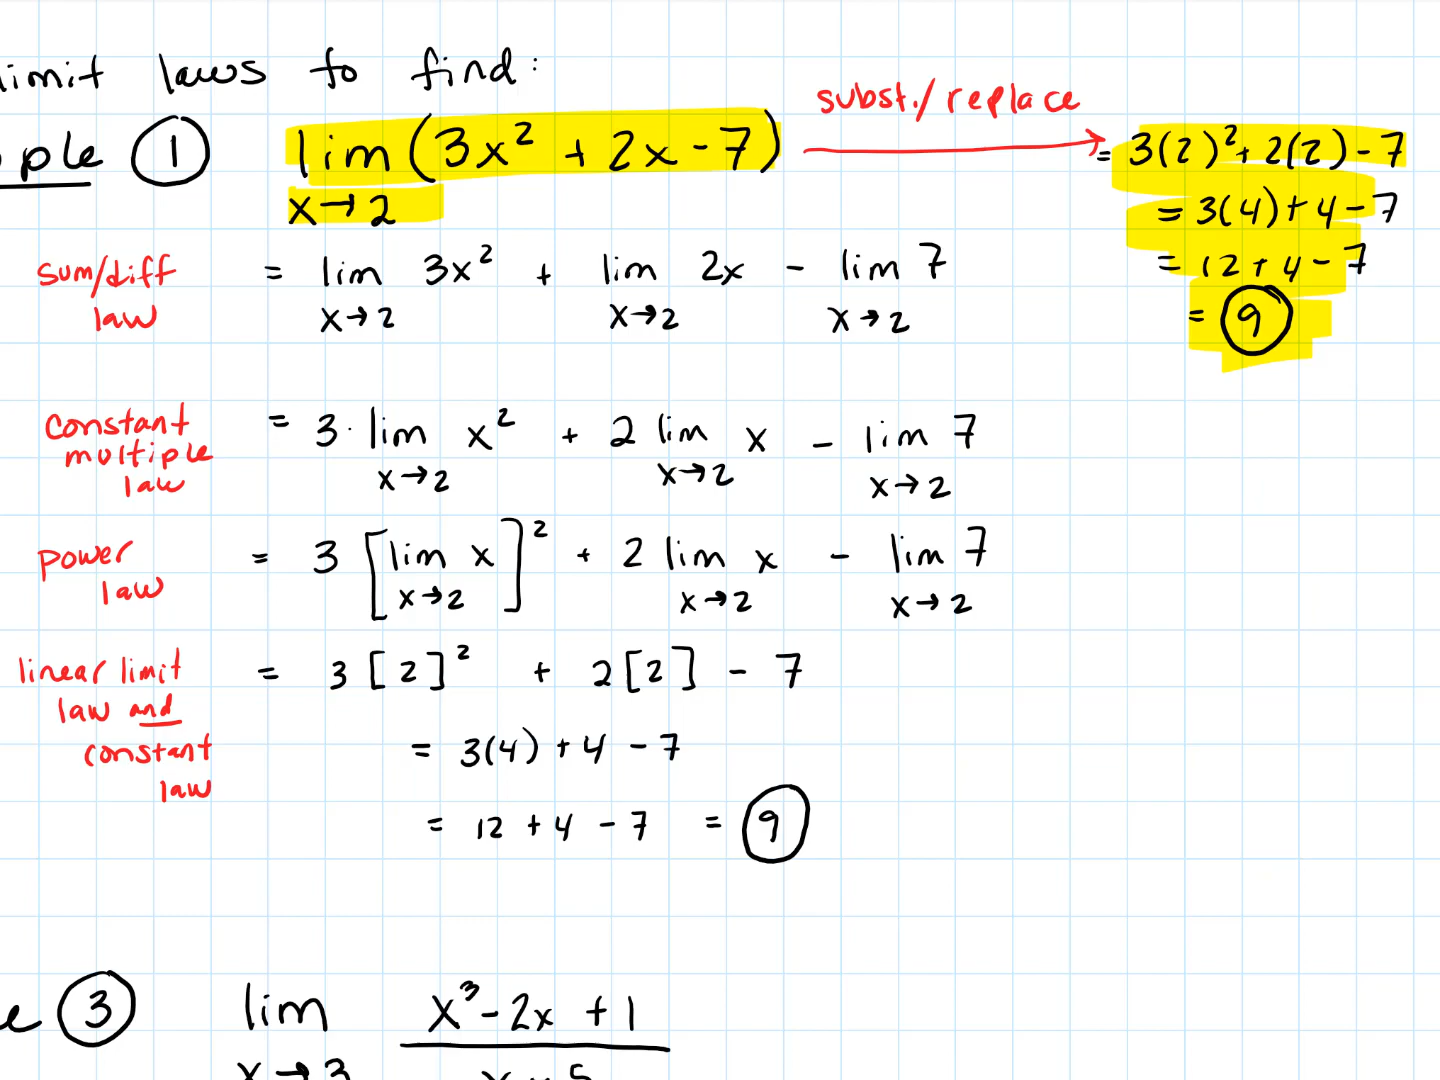 limit laws to find:
ple 1 lim (3x² + 2x - 7) subst./replace = 3(2)² + 2(2) - 7
x→2 = 3(4) + 4 - 7
= 12 + 4 - 7
= 9
sum/diff law = lim 3x² + lim 2x - lim 7
x→2 x→2 x→2
constant multiple law = 3 · lim x² + 2 lim x - lim 7
x→2 x→2 x→2
power law = 3 [lim x]² + 2 lim x - lim 7
x→2 x→2 x→2
linear limit law and constant law = 3[2]² + 2[2] - 7
= 3(4) + 4 - 7
= 12 + 4 - 7 = 9
e 3 lim x³ - 2x + 1
x→3